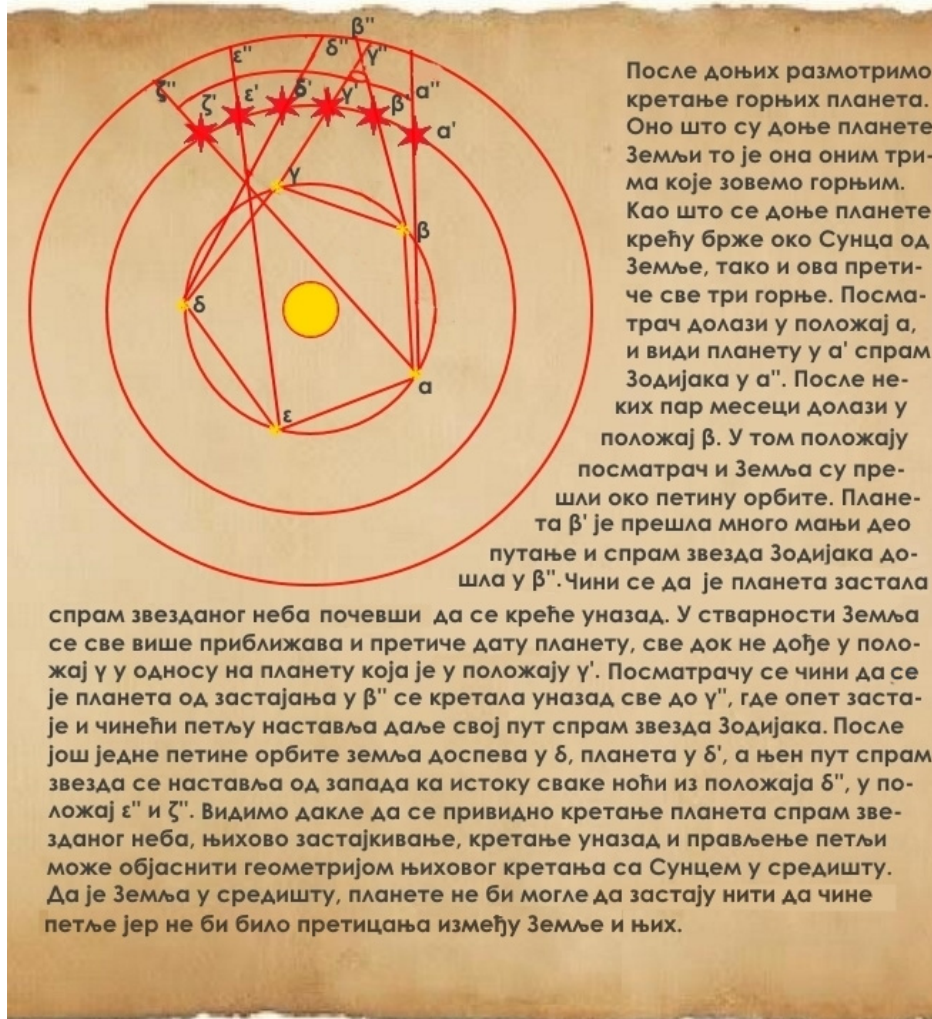 β"
ε" δ" γ"
ζ" ζ' ε' δ' γ' β' α"
α'
γ
β
δ
α
ε
После доњих размотримо
кретање горњих планета.
Оно што су доње планете
Земљи то је она оним три-
ма које зовемо горњим.
Као што се доње планете
крећу брже око Сунца од
Земље, тако и ова прети-
че све три горње. Посма-
трач долази у положај α,
и види планету у α' спрам
Зодијака у α". После не-
ких пар месеци долази у
положај β. У том положају
посматрач и Земља су пре-
шли око петину орбите. Плане-
та β' је прешла много мањи део
путање и спрам звезда Зодијака до-
шла у β". Чини се да је планета застала
спрам звезданог неба почевши да се креће уназад. У стварности Земља
се све више приближава и претиче дату планету, све док не дође у поло-
жај γ у односу на планету која је у положају γ'. Посматрачу се чини да се
је планета од застајања у β" се кретала уназад све до γ", где опет заста-
је и чинећи петљу наставља даље свој пут спрам звезда Зодијака. После
још једне петине орбите земља доспева у δ, планета у δ', а њен пут спрам
звезда се наставља од запада ка истоку сваке ноћи из положаја δ", у по-
ложај ε" и ζ". Видимо дакле да се привидно кретање планета спрам зве-
зданог неба, њихово застајкивање, кретање уназад и прављење петљи
може објаснити геометријом њиховог кретања са Сунцем у средишту.
Да је Земља у средишту, планете не би могле да застају нити да чине
петље јер не би било претицања између Земље и њих.